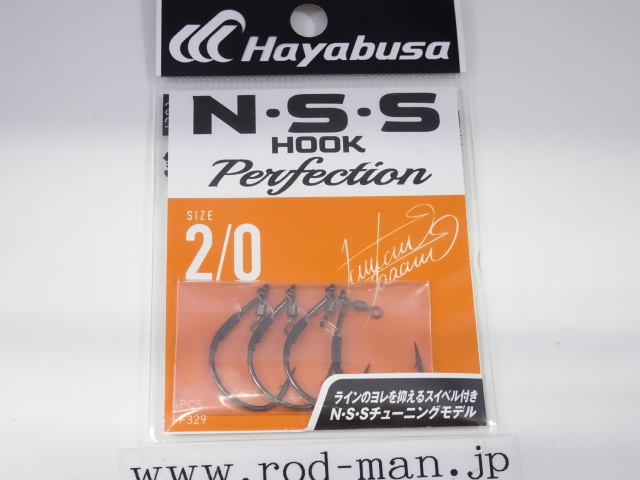 Hayabusa
N·S·S
HOOK
Perfection
SIZE
2/0
PCS
FF329
ラインのヨレを抑えるスイベル付き
N·S·Sチューニングモデル
www.rod-man.jp